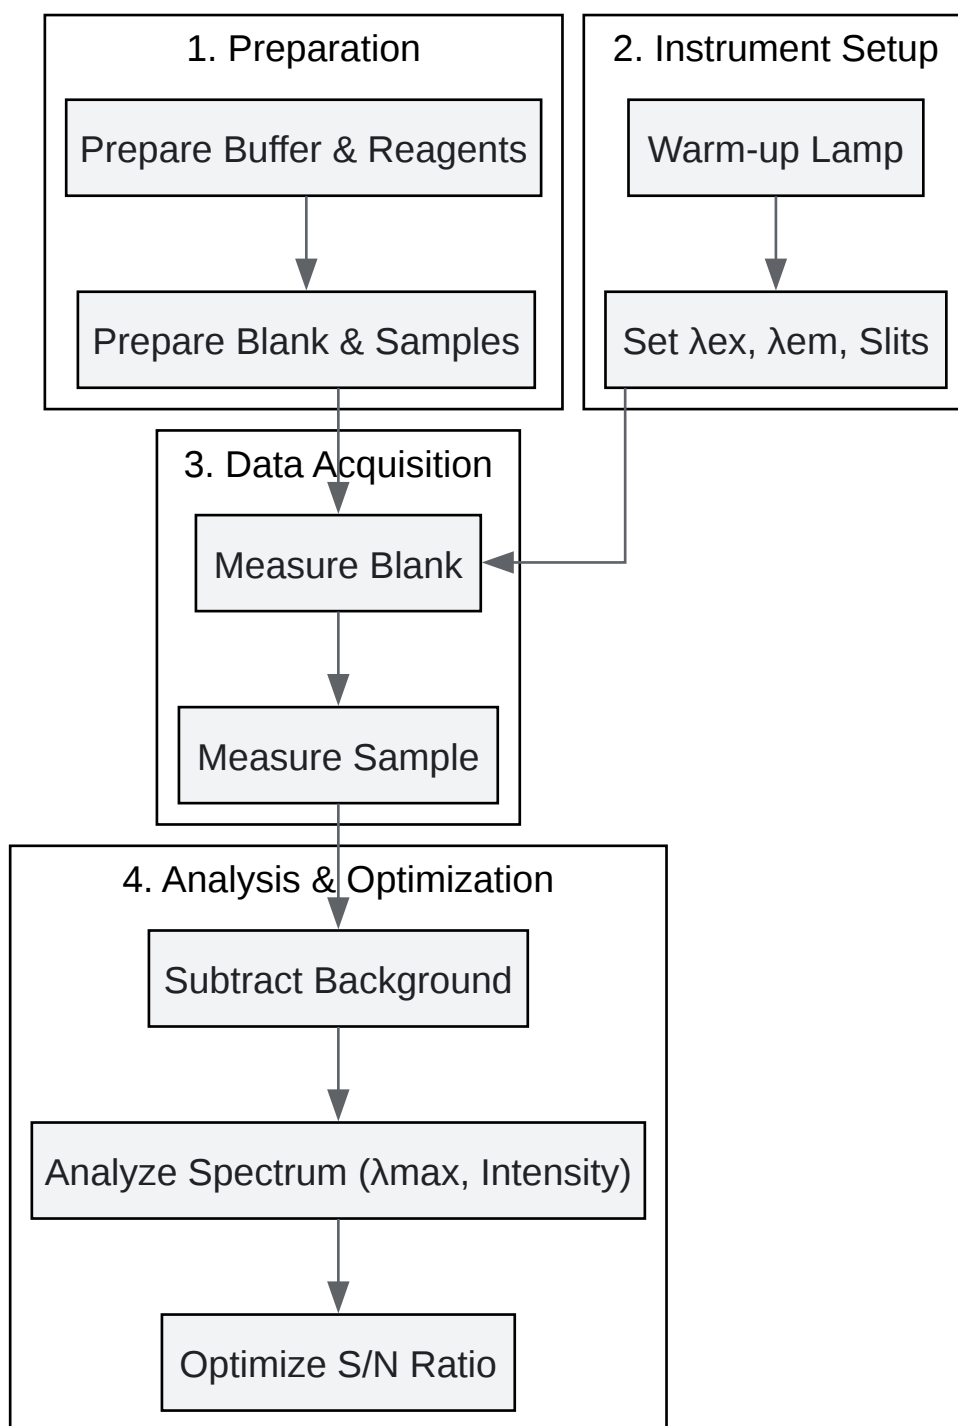 1. Preparation
Prepare Buffer & Reagents
Prepare Blank & Samples
2. Instrument Setup
Warm-up Lamp
Set λex, λem, Slits
3. Data Acquisition
Measure Blank
Measure Sample
4. Analysis & Optimization
Subtract Background
Analyze Spectrum (λmax, Intensity)
Optimize S/N Ratio